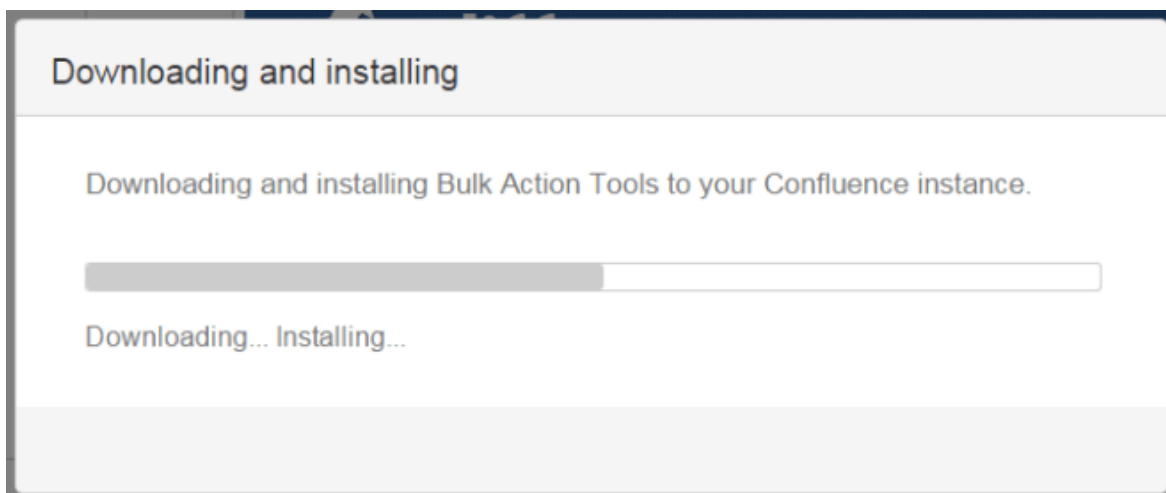 Downloading and installing
Downloading and installing Bulk Action Tools to your Confluence instance.
Downloading... Installing...